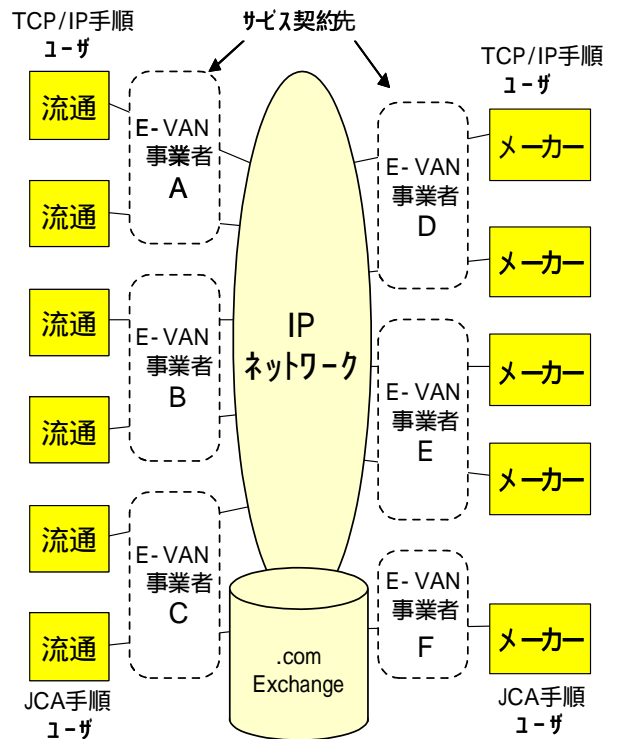 TCP/IP手順
ユーザ
サービス契約先
TCP/IP手順
ユーザ
流通
流通
流通
流通
流通
流通
JCA手順
ユーザ
E-VAN
事業者
A
E-VAN
事業者
B
E-VAN
事業者
C
IP
ネットワーク
.com
Exchange
E-VAN
事業者
D
E-VAN
事業者
E
E-VAN
事業者
F
メーカー
メーカー
メーカー
メーカー
メーカー
JCA手順
ユーザ